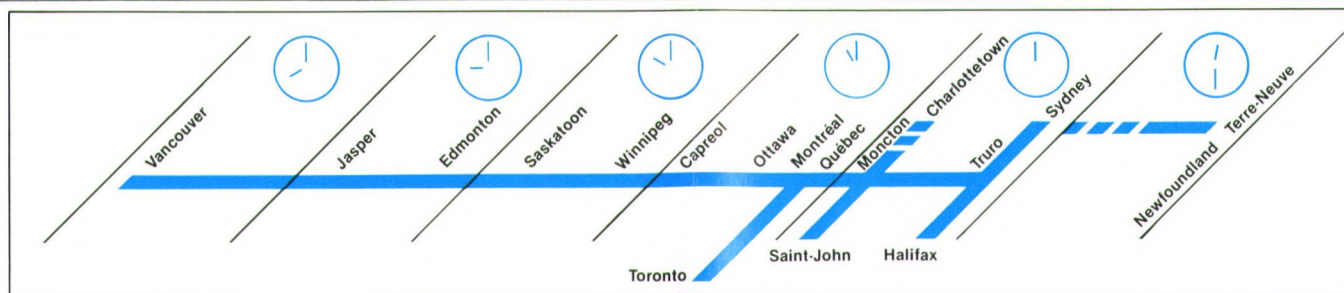 Vancouver
Jasper
Edmonton
Saskatoon
Winnipeg
Capreol
Ottawa
Montréal
Québec
Moncton
Charlottetown
Truro
Sydney
Terre-Neuve
Newfoundland
Toronto
Saint-John
Halifax